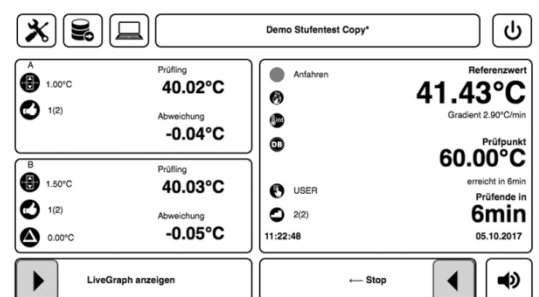 Demo Stufentest Copy*
A
Prüfling
1.00°C
40.02°C
1(2)
Abweichung
-0.04°C
B
Prüfling
1.50°C
40.03°C
1(2)
Abweichung
0.00°C
-0.05°C
Anfahren
Referenzwert
41.43°C
Gradient 2.90°C/min
DB
Prüfpunkt
60.00°C
erreicht in 6min
USER
Prüfende in
2(2)
6min
11:22:48
05.10.2017
LiveGraph anzeigen
← Stop